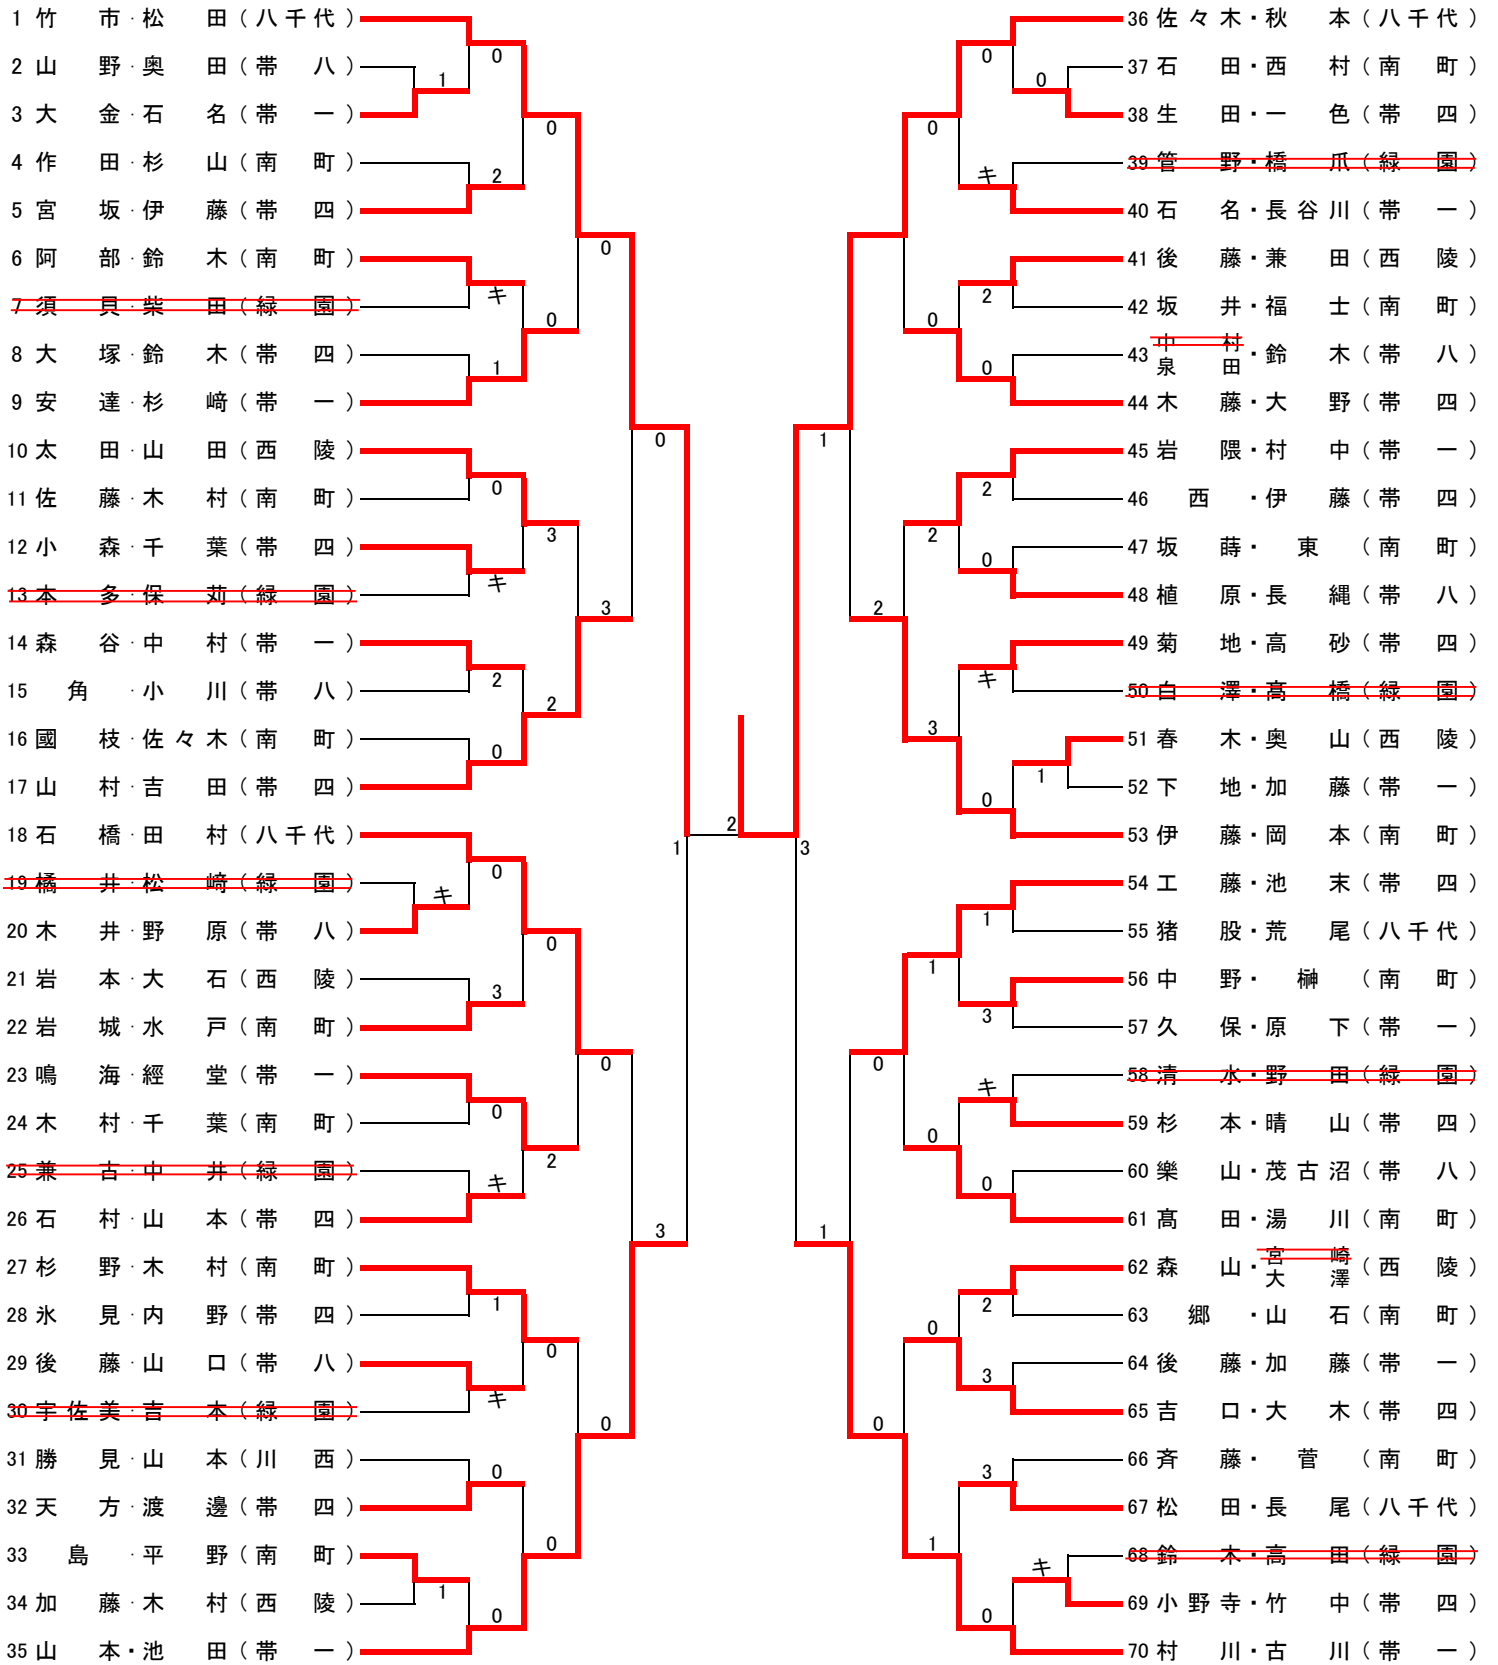 1 竹 市・松 田(八千代)
2 山 野・奥 田(帯 八)
3 大 金・石 名(帯 一)
4 作 田・杉 山(南 町)
5 宮 坂・伊 藤(帯 四)
6 阿 部・鈴 木(南 町)
7 須 貝・柴 田(緑 園)
8 大 塚・鈴 木(帯 四)
9 安 達・杉 﨑(帯 一)
10 太 田・山 田(西 陵)
11 佐 藤・木 村(南 町)
12 小 森・千 葉(帯 四)
13 本 多・保 苅(緑 園)
14 森 谷・中 村(帯 一)
15 角 ・小 川(帯 八)
16 國 枝・佐々木(南 町)
17 山 村・吉 田(帯 四)
18 石 橋・田 村(八千代)
19 橘 井・松 﨑(緑 園)
20 木 井・野 原(帯 八)
21 岩 本・大 石(西 陵)
22 岩 城・水 戸(南 町)
23 鳴 海・經 堂(帯 一)
24 木 村・千 葉(南 町)
25 兼 古・中 井(緑 園)
26 石 村・山 本(帯 四)
27 杉 野・木 村(南 町)
28 氷 見・内 野(帯 四)
29 後 藤・山 口(帯 八)
30 宇佐美・吉 本(緑 園)
31 勝 見・山 本(川 西)
32 天 方・渡 邊(帯 四)
33 島 ・平 野(南 町)
34 加 藤・木 村(西 陵)
35 山 本・池 田(帯 一)
0
1
2
キ
1
0
キ
2
0
0
キ
3
0
キ
1
キ
0
1
0
0
0
3
2
0
2
0
0
0
3
0
0
0
3
1
2
3
1
1
2
0
0
0
0
2
3
1
0
0
1
0
0
キ
2
0
2
0
キ
1
0
1
3
キ
0
2
3
3
キ
0
36 佐々木・秋 本(八千代)
37 石 田・西 村(南 町)
38 生 田・一 色(帯 四)
39 管 野・橋 爪(緑 園)
40 石 名・長谷川(帯 一)
41 後 藤・兼 田(西 陵)
42 坂 井・福 士(南 町)
中 村
43 泉 田・鈴 木(帯 八)
44 木 藤・大 野(帯 四)
45 岩 隈・村 中(帯 一)
46 西 ・伊 藤(帯 四)
47 坂 蒔・ 東 (南 町)
48 植 原・長 縄(帯 八)
49 菊 地・高 砂(帯 四)
50 白 澤・高 橋(緑 園)
51 春 木・奥 山(西 陵)
52 下 地・加 藤(帯 一)
53 伊 藤・岡 本(南 町)
54 工 藤・池 末(帯 四)
55 猪 股・荒 尾(八千代)
56 中 野・ 榊 (南 町)
57 久 保・原 下(帯 一)
58 清 水・野 田(緑 園)
59 杉 本・晴 山(帯 四)
60 樂 山・茂古沼(帯 八)
61 髙 田・湯 川(南 町)
宮 﨑
62 森 山・大 澤(西 陵)
63 郷 ・山 石(南 町)
64 後 藤・加 藤(帯 一)
65 吉 口・大 木(帯 四)
66 斉 藤・ 菅 (南 町)
67 松 田・長 尾(八千代)
68 鈴 木・高 田(緑 園)
69 小野寺・竹 中(帯 四)
70 村 川・古 川(帯 一)